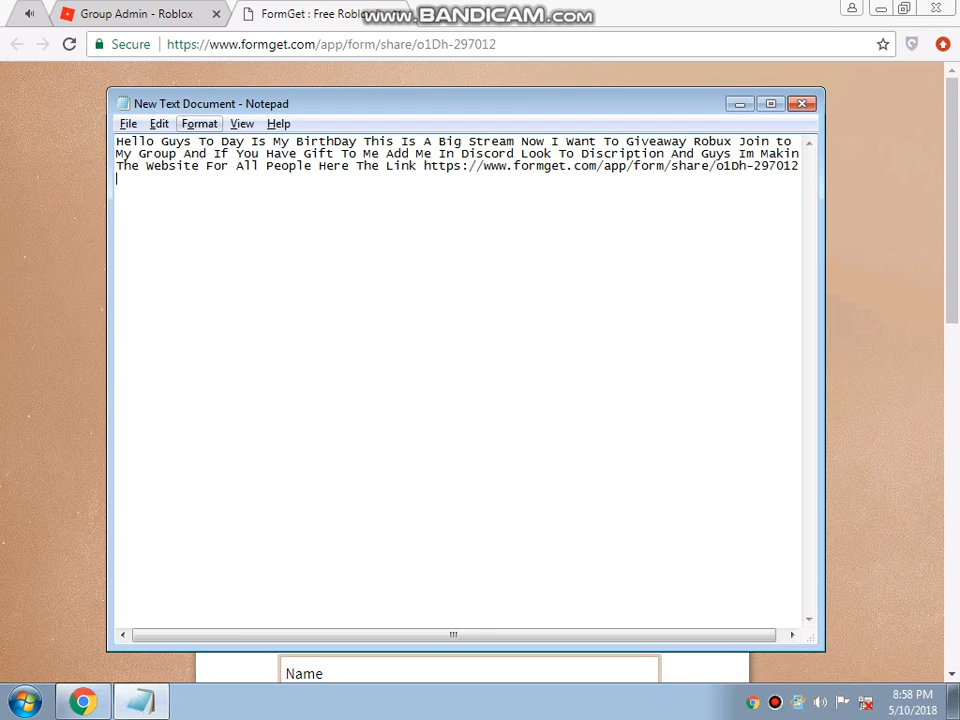 Group Admin - Roblox
FormGet : Free Roblox
www.BANDICAM.com
Secure
https://www.formget.com/app/form/share/o1Dh-297012
New Text Document - Notepad
File Edit Format View Help
Hello Guys To Day Is My BirthDay This Is A Big Stream Now I Want To Giveaway Robux Join to
My Group And If You Have Gift To Me Add Me In Discord Look To Discription And Guys Im Makin
The Website For All People Here The Link https://www.formget.com/app/form/share/o1Dh-297012
Name
8:58 PM
5/10/2018